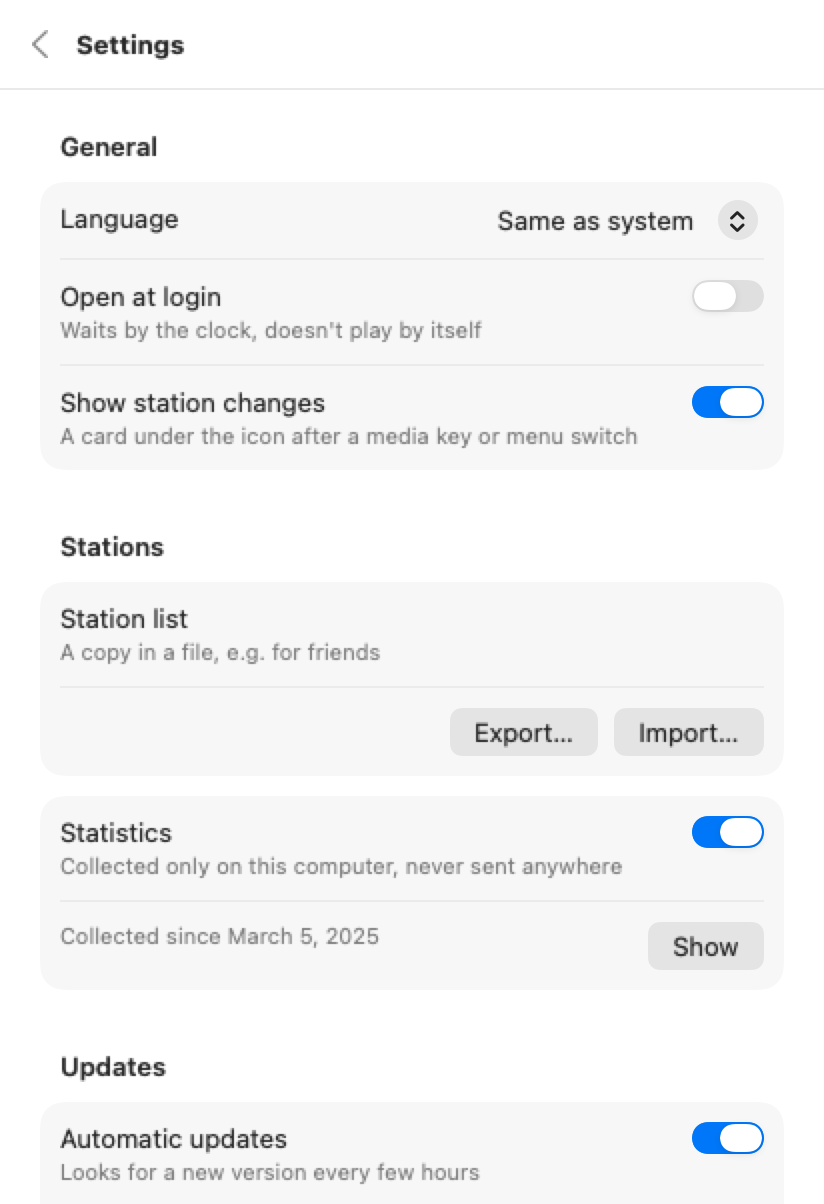 Settings
General
Language
Same as system
Open at login
Waits by the clock, doesn't play by itself
Show station changes
A card under the icon after a media key or menu switch
Stations
Station list
A copy in a file, e.g. for friends
Export...
Import...
Statistics
Collected only on this computer, never sent anywhere
Collected since March 5, 2025
Show
Updates
Automatic updates
Looks for a new version every few hours